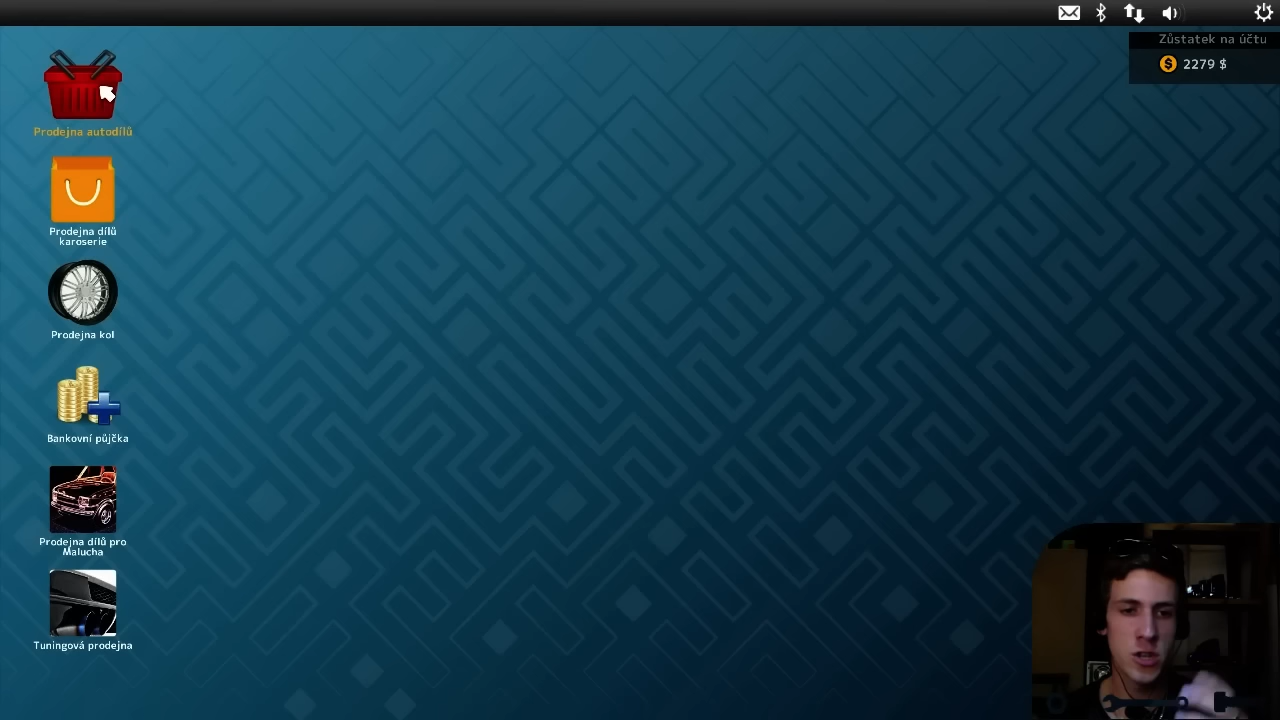 Zůstatek na účtu
2279 $
Prodejna autodílů
Prodejna dílů
karoserie
Prodejna kol
Bankovní půjčka
Prodejna dílů pro
Malucha
Tuningová prodejna